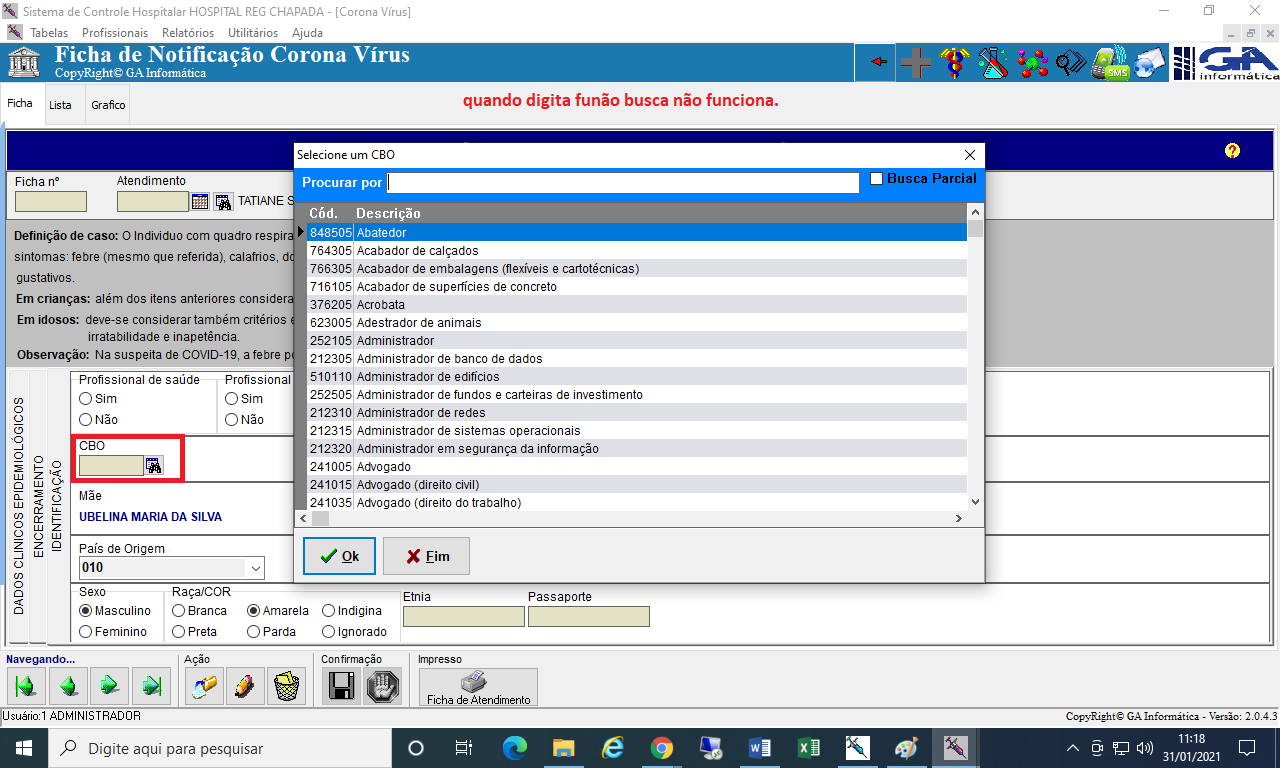 Sistema de Controle Hospitalar HOSPITAL REG CHAPADA - [Corona Vírus]
Tabelas Profissionais Relatórios Utilitários Ajuda
Ficha de Notificação Corona Vírus
CopyRight© GA Informática
SMS
GA
informática
Ficha Lista Grafico
quando digita funão busca não funciona.
Selecione um CBO
Procurar por Busca Parcial
Ficha nº Atendimento
TATIANE S
Cód. Descrição
848505 Abatedor
764305 Acabador de calçados
766305 Acabador de embalagens (flexíveis e cartotécnicas)
716105 Acabador de superfícies de concreto
376205 Acrobata
623005 Adestrador de animais
252105 Administrador
212305 Administrador de banco de dados
510110 Administrador de edifícios
252505 Administrador de fundos e carteiras de investimento
212310 Administrador de redes
212315 Administrador de sistemas operacionais
212320 Administrador em segurança da informação
241005 Advogado
241015 Advogado (direito civil)
241035 Advogado (direito do trabalho)
Ok Fim
Definição de caso: O Individuo com quadro respira
sintomas: febre (mesmo que referida), calafrios, do
gustativos.
Em crianças: além dos itens anteriores considera
Em idosos: deve-se considerar também critérios e
irratabilidade e inapetência.
Observação: Na suspeita de COVID-19, a febre po
DADOS CLINICOS EPIDEMIOLÓGICOS
ENCERRAMENTO
IDENTIFICAÇÃO
Profissional de saúde Profissional
Sim Sim
Não Não
CBO
Mãe
UBELINA MARIA DA SILVA
País de Origem
010
Sexo Raça/COR Etnia Passaporte
Masculino Branca Amarela Indigina
Feminino Preta Parda Ignorado
Navegando... Ação Confirmação Impresso
Ficha de Atendimento
Usuário:1 ADMINISTRADOR
CopyRight© GA Informática - Versão: 2.0.4.3
Digite aqui para pesquisar
11:18
31/01/2021